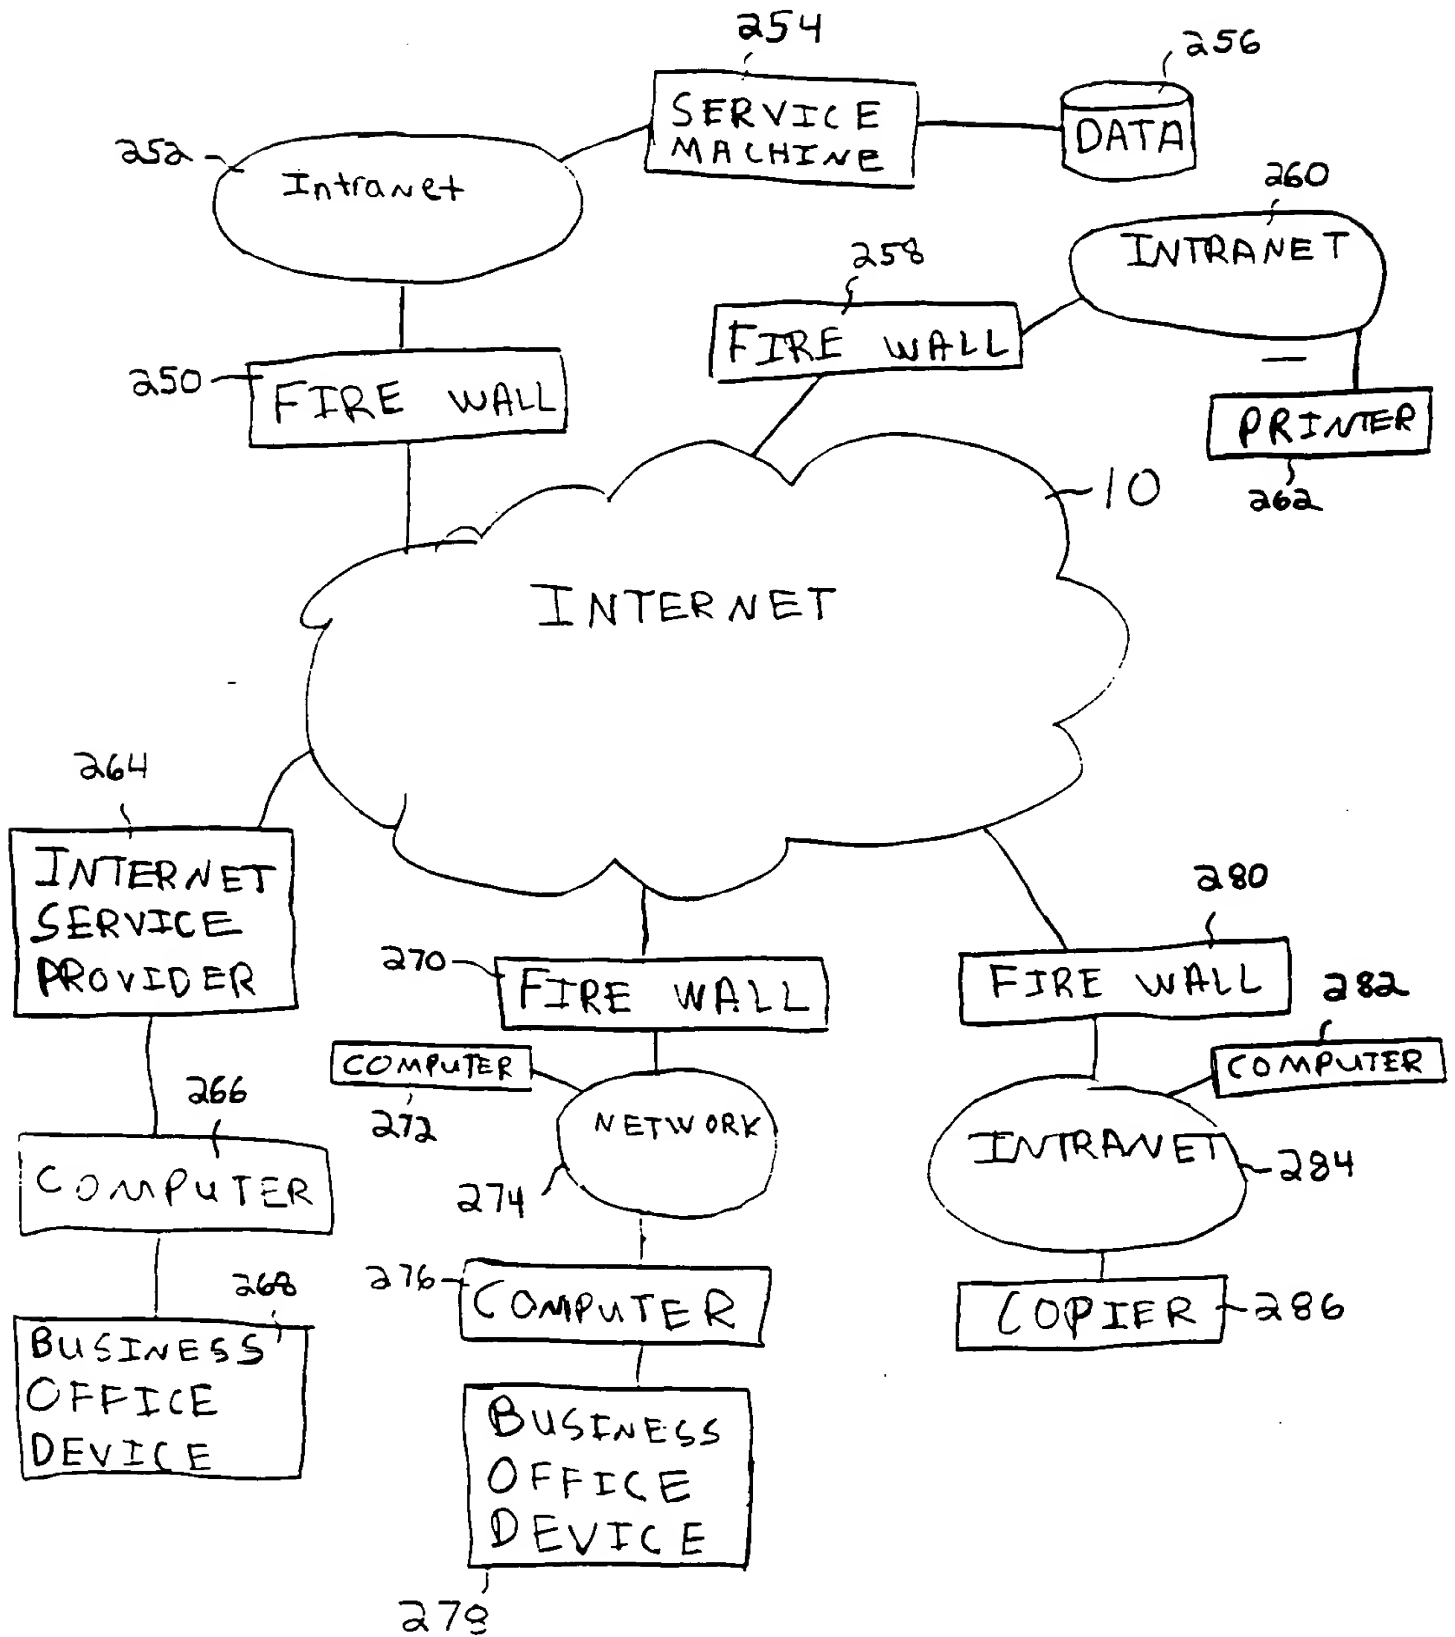 254
256
SERVICE
MACHINE
DATA
252
Intranet
260
INTRANET
258
FIRE WALL
250
FIRE WALL
PRINTER
262
10
INTERNET
264
INTERNET
SERVICE
PROVIDER
270
FIRE WALL
280
FIRE WALL
282
COMPUTER
COMPUTER
272
266
NETWORK
INTRANET
284
274
COMPUTER
268
276
COMPUTER
COPIER
286
BUSINESS
OFFICE
DEVICE
BUSINESS
OFFICE
DEVICE
278